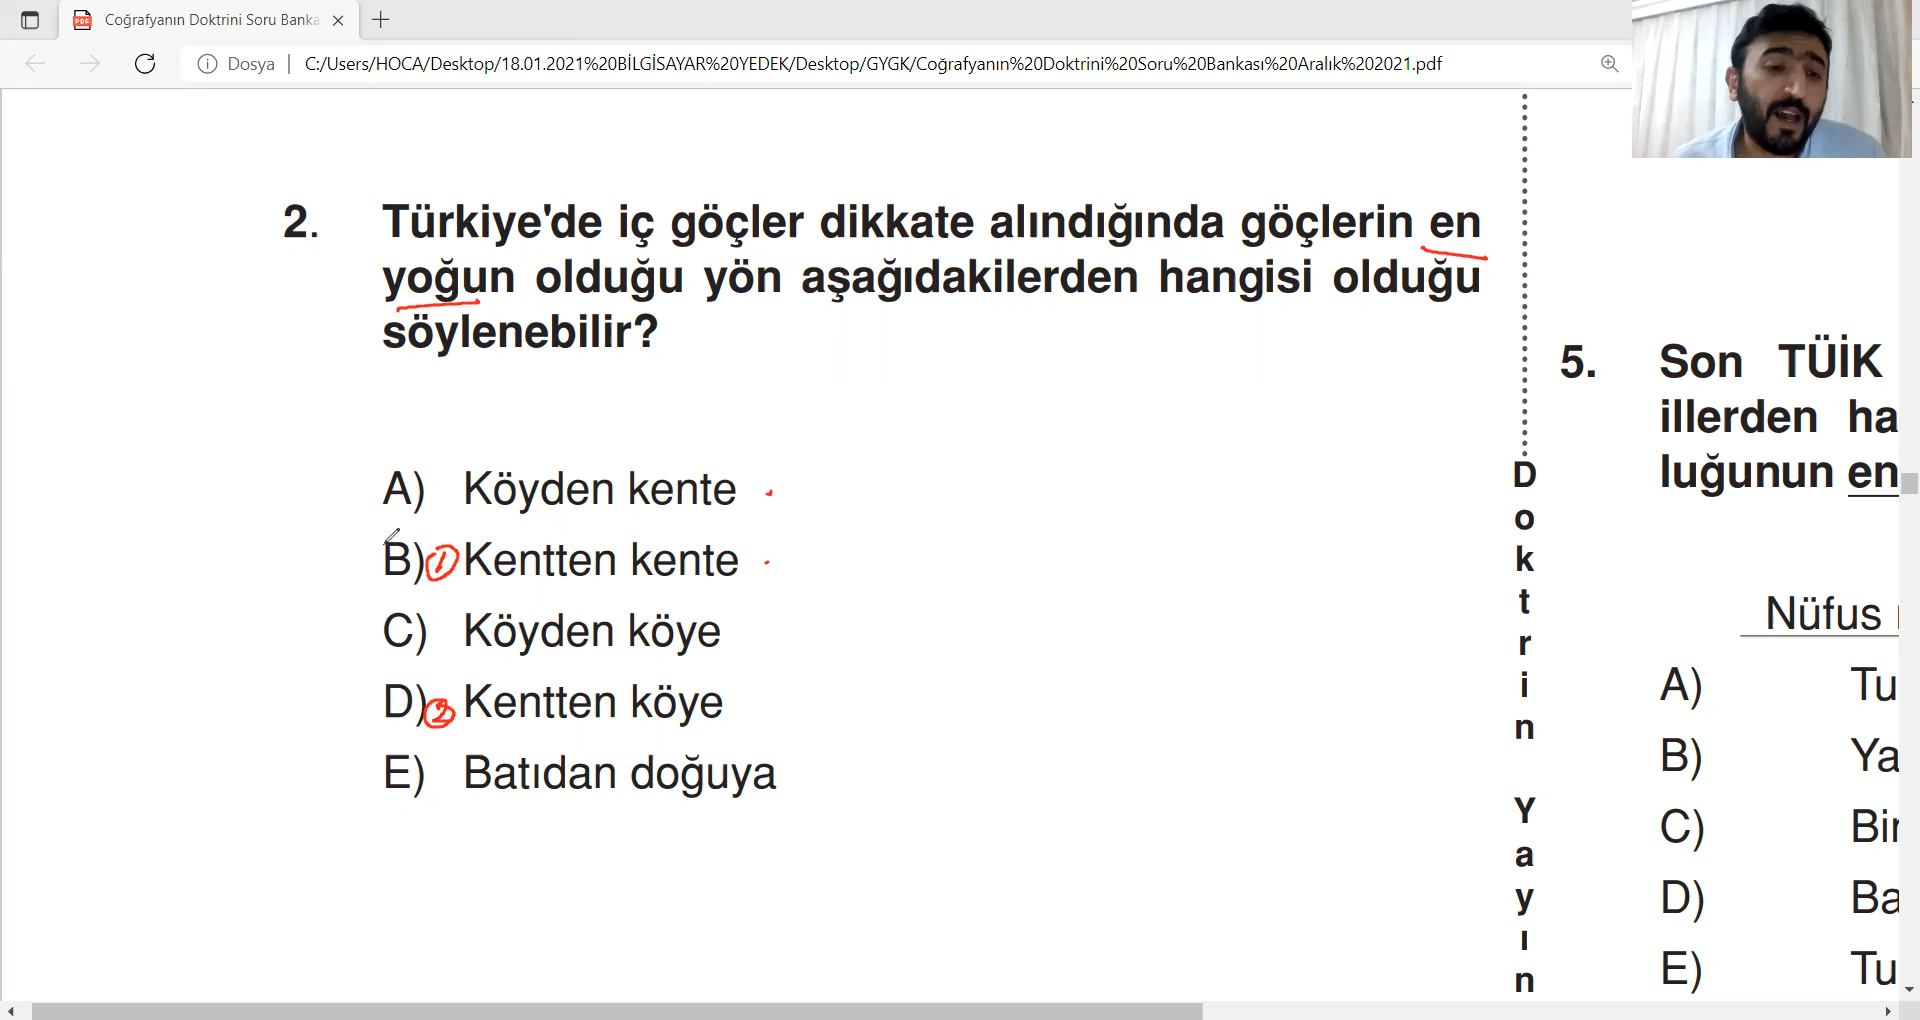 Coğrafyanın Doktrini Soru Banka
Dosya | C:/Users/HOCA/Desktop/18.01.2021%20BİLGİSAYAR%20YEDEK/Desktop/GYGK/Coğrafyanın%20Doktrini%20Soru%20Bankası%20Aralık%202021.pdf
2. Türkiye'de iç göçler dikkate alındığında göçlerin en
yoğun olduğu yön aşağıdakilerden hangisi olduğu
söylenebilir?
A) Köyden kente
B) 1 Kentten kente
C) Köyden köye
D) 2 Kentten köye
E) Batıdan doğuya
Doktrin Yayın
5. Son TÜİK
illerden ha
luğunun en
Nüfus
A) Tu
B) Ya
C) Bir
D) Ba
E) Tu